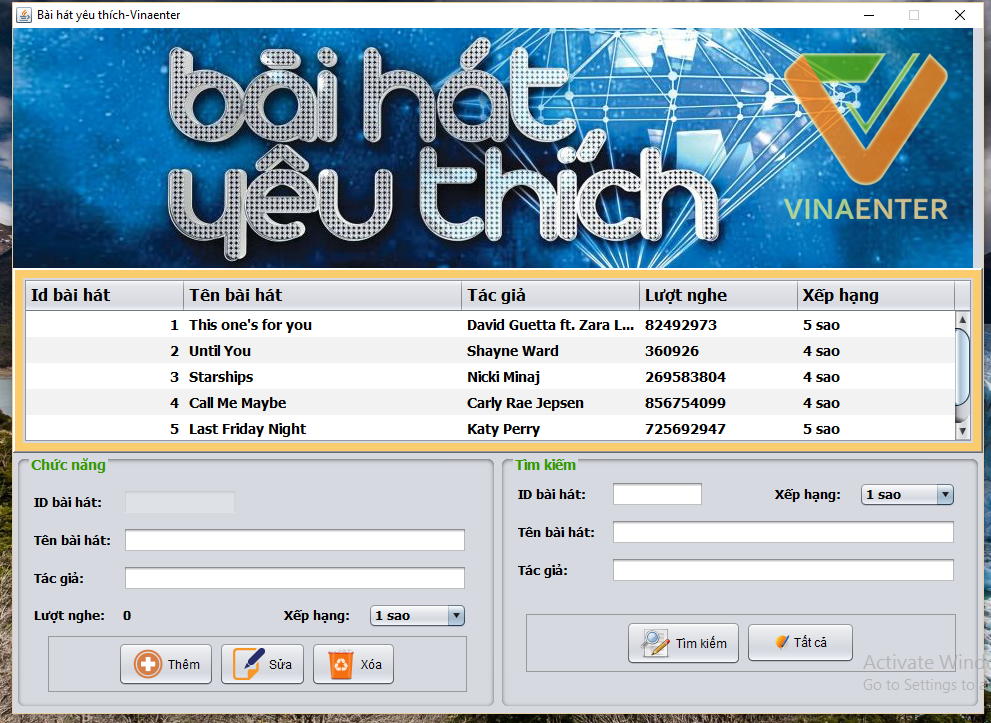 Bài hát yêu thích-Vinaenter
bài hát
yêu thích
VINAENTER
Id bài hát Tên bài hát Tác giả Lượt nghe Xếp hạng
1 This one's for you David Guetta ft. Zara L... 82492973 5 sao
2 Until You Shayne Ward 360926 4 sao
3 Starships Nicki Minaj 269583804 4 sao
4 Call Me Maybe Carly Rae Jepsen 856754099 4 sao
5 Last Friday Night Katy Perry 725692947 5 sao
Chức năng
ID bài hát:
Tên bài hát:
Tác giả:
Lượt nghe: 0 Xếp hạng: 1 sao
Thêm Sửa Xóa
Tìm kiếm
ID bài hát: Xếp hạng: 1 sao
Tên bài hát:
Tác giả:
Tìm kiếm Tất cả
Activate Windo
Go to Settings to a